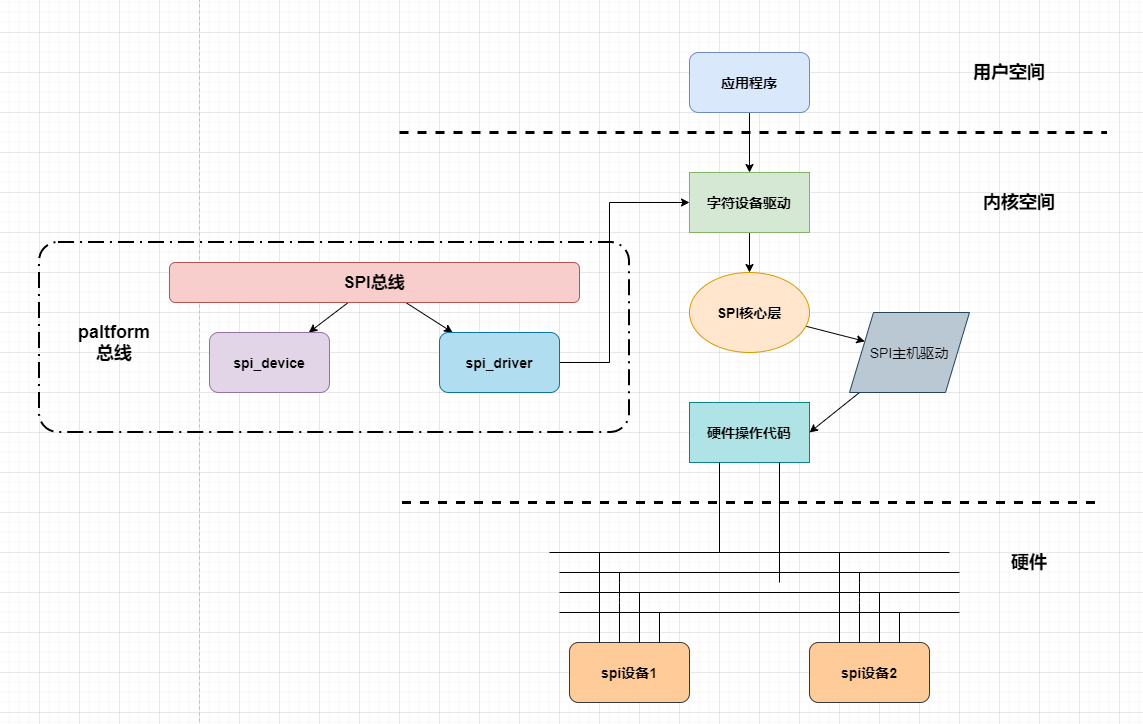 应用程序
用户空间
字符设备驱动
内核空间
SPI总线
paltform
总线
spi_device
spi_driver
SPI核心层
SPI主机驱动
硬件操作代码
硬件
spi设备1
spi设备2